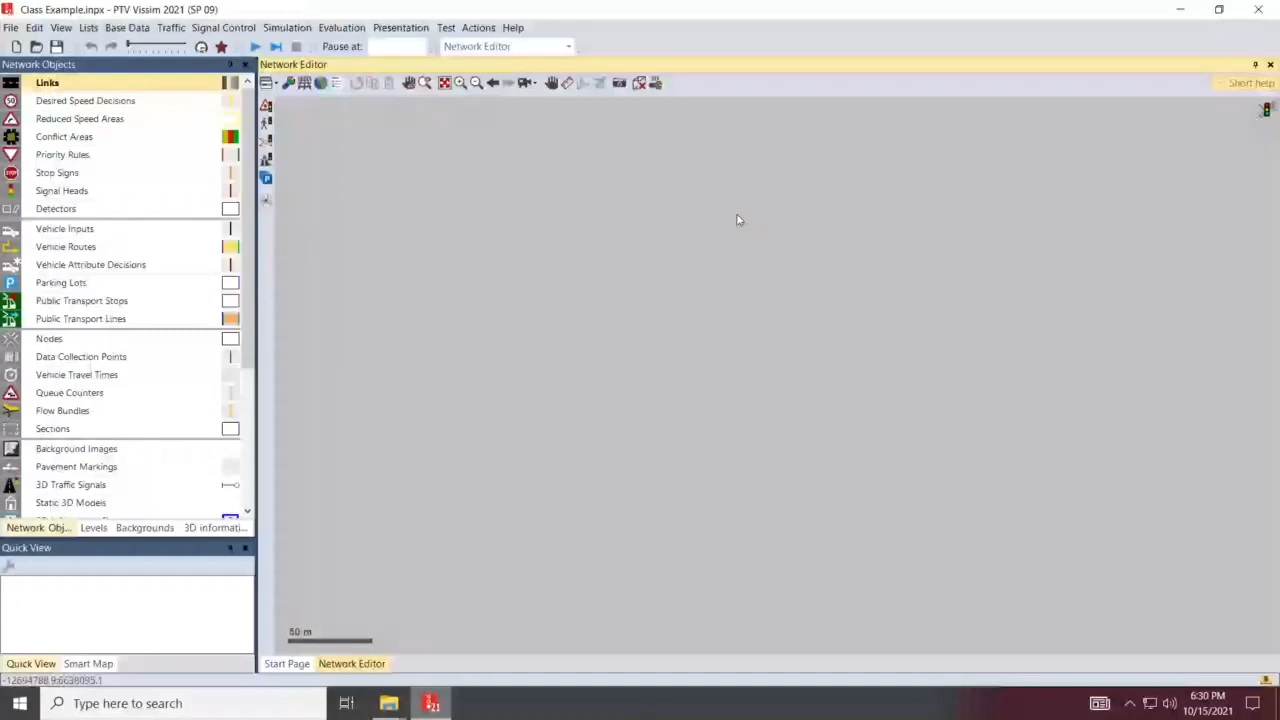 Class Example.inpx - PTV Vissim 2021 (SP 09)
File Edit View Lists Base Data Traffic Signal Control Simulation Evaluation Presentation Test Actions Help
Pause at: Network Editor
Network Objects
Network Editor
Links
Short help
Desired Speed Decisions
Reduced Speed Areas
Conflict Areas
Priority Rules
Stop Signs
Signal Heads
Detectors
Vehicle Inputs
Vehicle Routes
Vehicle Attribute Decisions
Parking Lots
Public Transport Stops
Public Transport Lines
Nodes
Data Collection Points
Vehicle Travel Times
Queue Counters
Flow Bundles
Sections
Background Images
Pavement Markings
3D Traffic Signals
Static 3D Models
Network Obj... Levels Backgrounds 3D informati...
Quick View
50 m
Quick View Smart Map
Start Page Network Editor
Type here to search
6:30 PM
10/15/2021